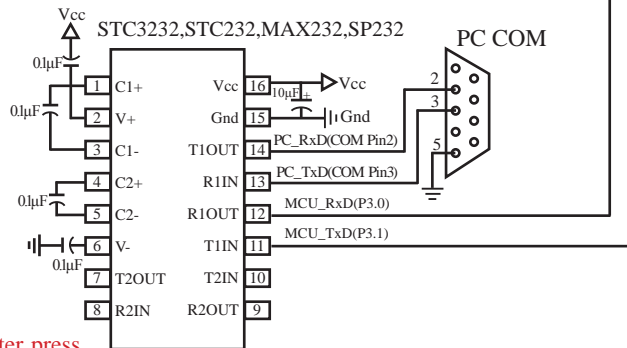 Vcc
STC3232,STC232,MAX232,SP232
PC COM
0.1µF
0.1µF
1 C1+ Vcc 16 Vcc
10µF +
2 V+ Gnd 15 Gnd
3 C1- T1OUT 14 PC_RxD(COM Pin2)
4 C2+ R1IN 13 PC_TxD(COM Pin3)
0.1µF
5 C2- R1OUT 12 MCU_RxD(P3.0)
6 V- T1IN 11 MCU_TxD(P3.1)
0.1µF
7 T2OUT T2IN 10
8 R2IN R2OUT 9
2
3
5
press